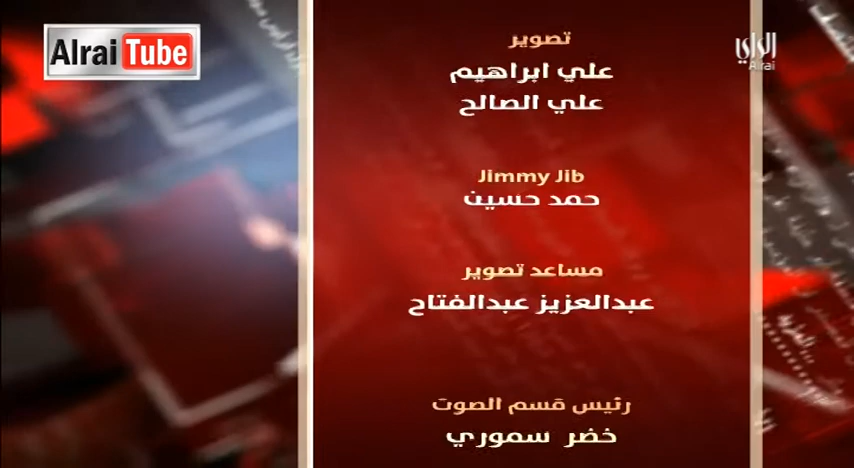 Alrai Tube
الراي
Alrai
تصوير
علي ابراهيم
علي الصالح
Jimmy Jib
حمد حسين
مساعد تصوير
عبدالعزيز عبدالفتاح
رئيس قسم الصوت
خضر سموري